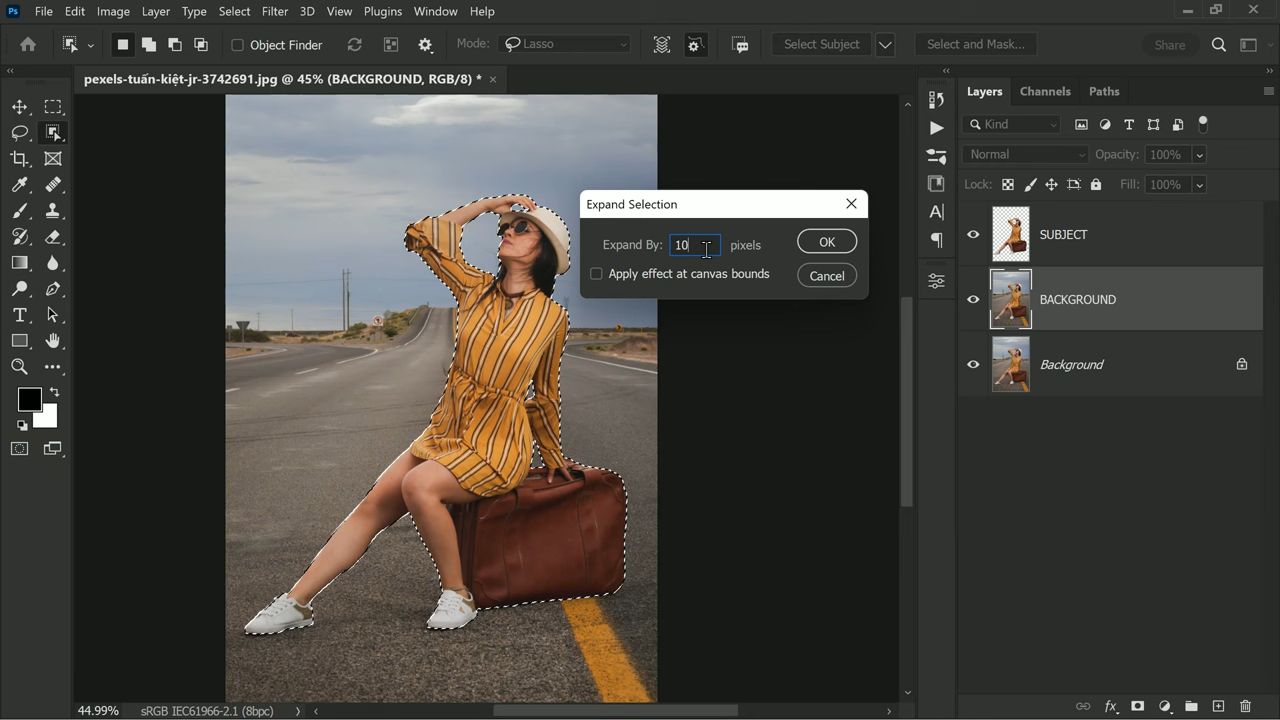 Ps File Edit Image Layer Type Select Filter 3D View Plugins Window Help
Object Finder Mode: Lasso Select Subject Select and Mask... Share
pexels-tuấn-kiệt-jr-3742691.jpg @ 45% (BACKGROUND, RGB/8) * ×
Layers Channels Paths
Kind
Normal Opacity: 100%
Lock: Fill: 100%
Expand Selection
Expand By: 10 pixels OK
Apply effect at canvas bounds Cancel
SUBJECT
BACKGROUND
Background
44.99% sRGB IEC61966-2.1 (8bpc)